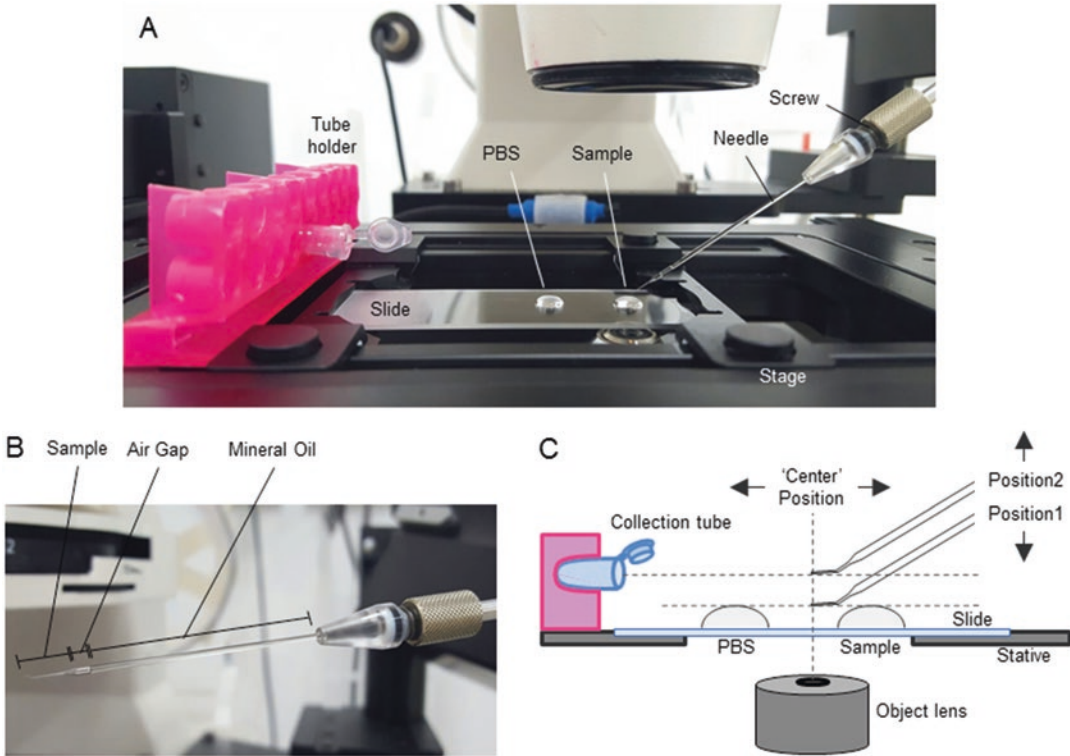 A
Screw
Tube
holder
Needle
PBS
Sample
Slide
Stage
B
Sample
Air Gap
Mineral Oil
2
C
'Center'
Position
Position2
Position1
Collection tube
Slide
PBS
Sample
Stative
Object lens